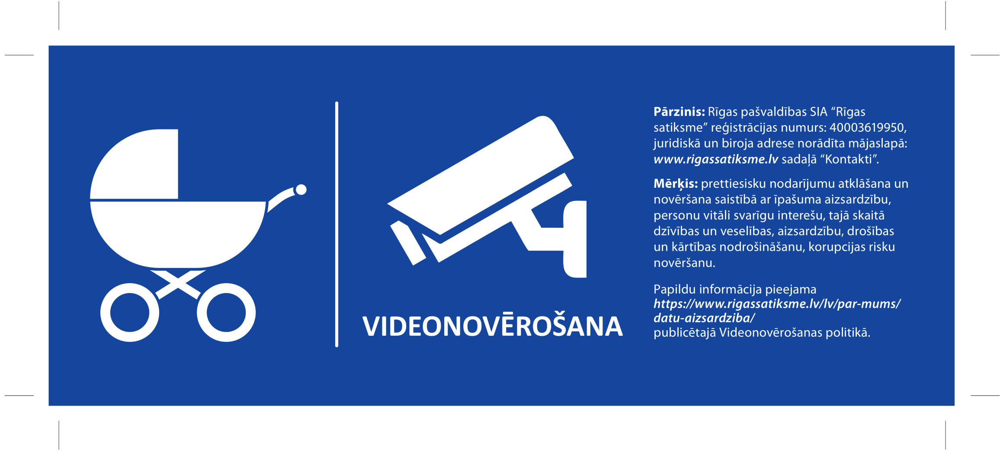 VIDEONOVĒROŠANA
Pārzinis: Rīgas pašvaldības SIA “Rīgas
satiksme” reģistrācijas numurs: 40003619950,
juridiskā un biroja adrese norādīta mājaslapā:
www.rigassatiksme.lv sadaļā “Kontakti”.
Mērķis: prettiesisku nodarījumu atklāšana un
novēršana saistībā ar īpašuma aizsardzību,
personu vitāli svarīgu interešu, tajā skaitā
dzīvības un veselības, aizsardzību, drošības
un kārtības nodrošināšanu, korupcijas risku
novēršanu.
Papildu informācija pieejama
https://www.rigassatiksme.lv/lv/par-mums/
datu-aizsardziba/
publicētajā Videonovērošanas politikā.